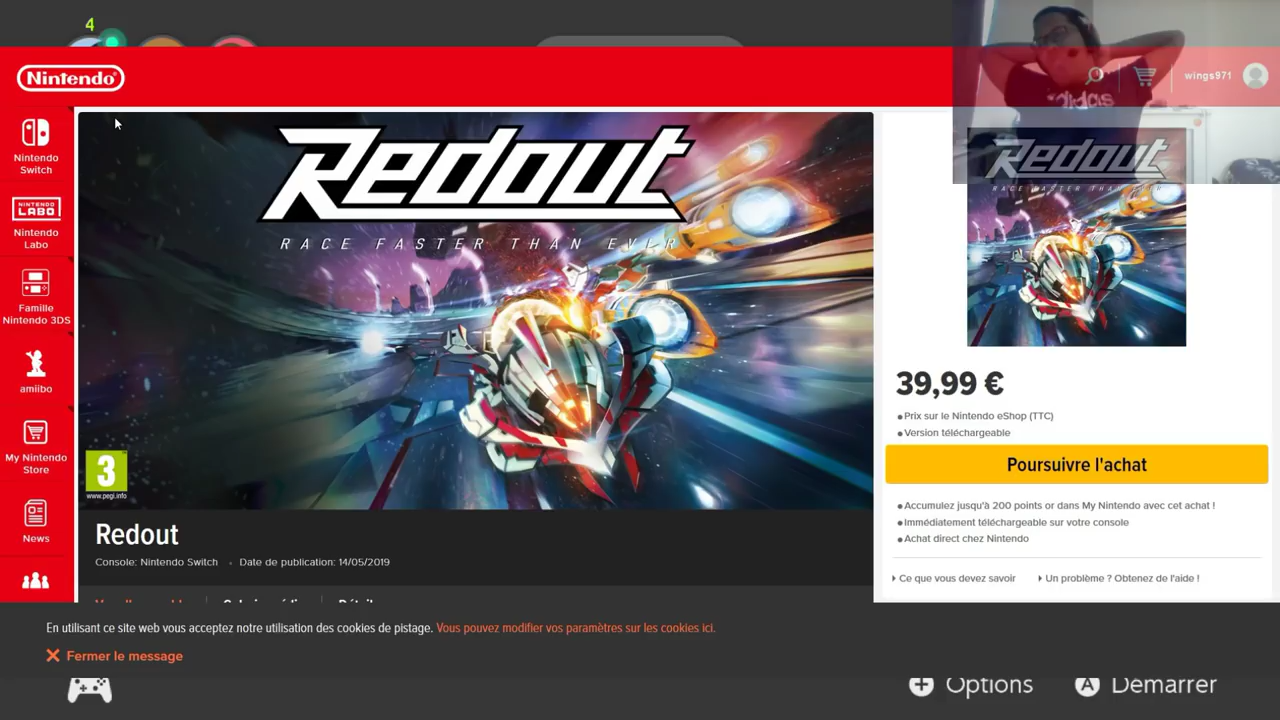 4
Nintendo
wings971
adidas
Nintendo
Switch
NINTENDO
LABO
Nintendo
Labo
Famille
Nintendo 3DS
amiibo
My Nintendo
Store
News
Redout
RACE FASTER THAN EVER
3
www.pegi.info
Redout
Console: Nintendo Switch • Date de publication: 14/05/2019
Redout
RACE FASTER THAN EVER
39,99 €
•Prix sur le Nintendo eShop (TTC)
•Version téléchargeable
Poursuivre l'achat
•Accumulez jusqu'à 200 points or dans My Nintendo avec cet achat !
•Immédiatement téléchargeable sur votre console
•Achat direct chez Nintendo
Ce que vous devez savoir
Un problème ? Obtenez de l'aide !
En utilisant ce site web vous acceptez notre utilisation des cookies de pistage. Vous pouvez modifier vos paramètres sur les cookies ici.
Fermer le message
Options
A Démarrer